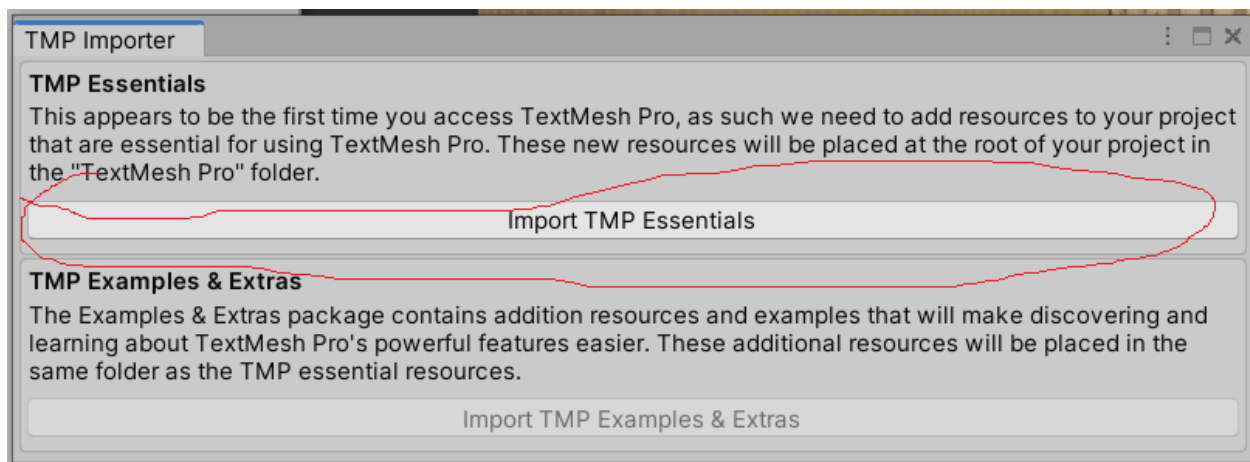 TMP Importer
TMP Essentials
This appears to be the first time you access TextMesh Pro, as such we need to add resources to your project
that are essential for using TextMesh Pro. These new resources will be placed at the root of your project in
the "TextMesh Pro" folder.
Import TMP Essentials
TMP Examples & Extras
The Examples & Extras package contains addition resources and examples that will make discovering and
learning about TextMesh Pro's powerful features easier. These additional resources will be placed in the
same folder as the TMP essential resources.
Import TMP Examples & Extras